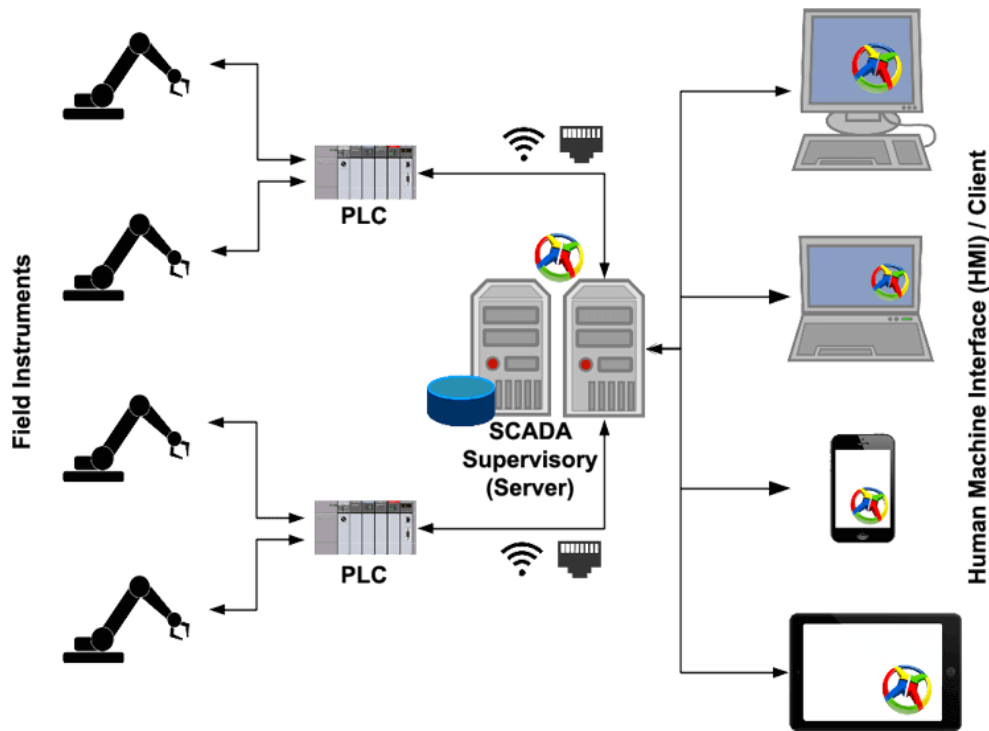 Field Instruments
PLC
PLC
SCADA
Supervisory
(Server)
Human Machine Interface (HMI) / Client